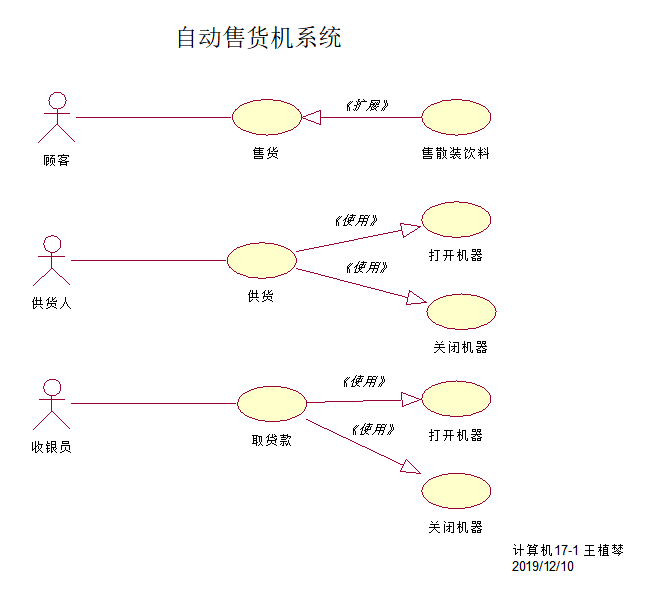 自动售货机系统
《扩展》
顾客
售货
售散装饮料
《使用》
打开机器
《使用》
供货人
供货
关闭机器
《使用》
打开机器
《使用》
收银员
取贷款
关闭机器
计算机17-1 王植琴
2019/12/10